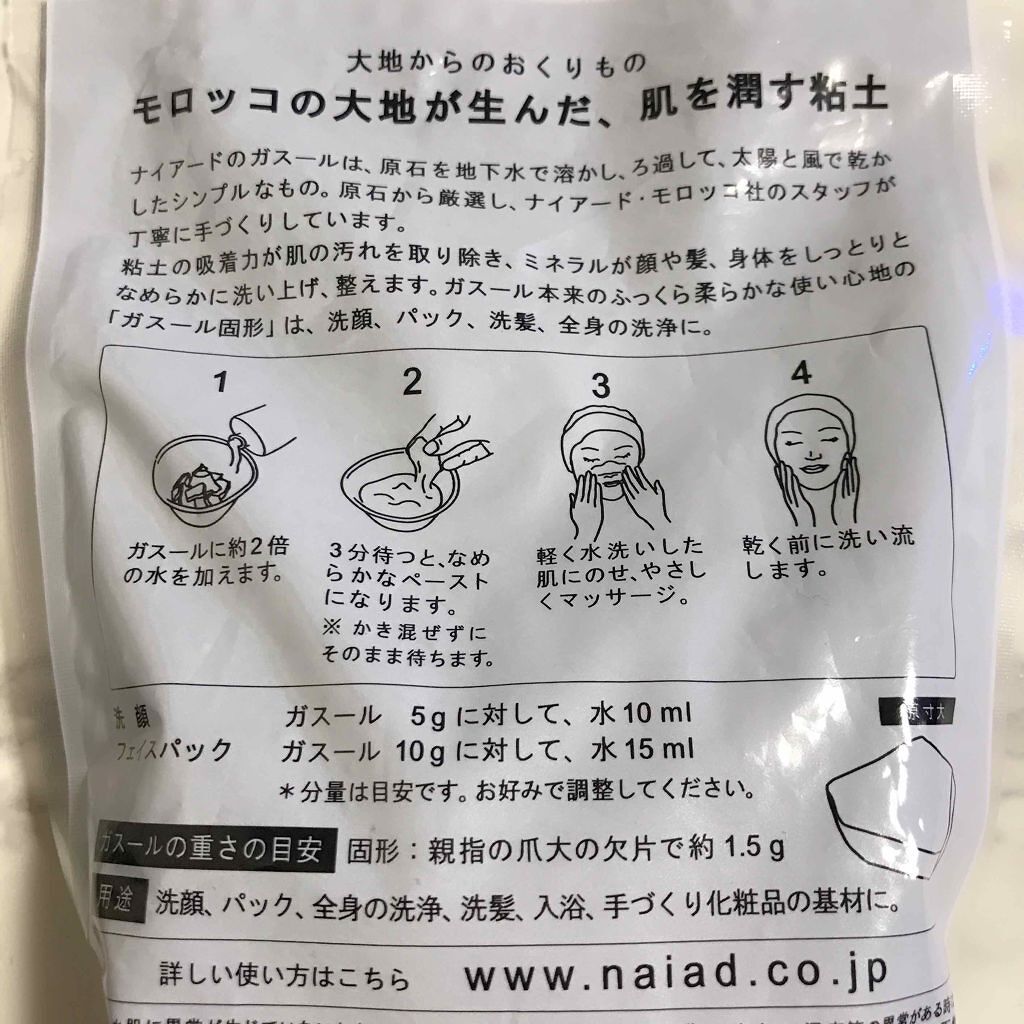 大地からのおくりもの
モロッコの大地が生んだ、肌を潤す粘土
ナイアードのガスールは、原石を地下水で溶かし、ろ過して、太陽と風で乾か
したシンプルなもの。原石から厳選し、ナイアード・モロッコ社のスタッフが
丁寧に手づくりしています。
粘土の吸着力が肌の汚れを取り除き、ミネラルが顔や髪、身体をしっとりと
なめらかに洗い上げ、整えます。ガスール本来のふっくら柔らかな使い心地の
「ガスール固形」は、洗顔、パック、洗髪、全身の洗浄に。
1
ガスールに約2倍
の水を加えます。
2
3分待つと、なめ
らかなペースト
になります。
※ かき混ぜずに
そのまま待ちます。
3
軽く水洗いした
肌にのせ、やさし
くマッサージ。
4
乾く前に洗い流
します。
洗 顔 ガスール 5g に対して、水10 ml
フェイスパック ガスール 10g に対して、水15 ml
＊分量は目安です。お好みで調整してください。
原寸大
ガスールの重さの目安 固形：親指の爪大の欠片で約1.5g
用途 洗顔、パック、全身の洗浄、洗髪、入浴、手づくり化粧品の基材に。
詳しい使い方はこちら www.naiad.co.jp